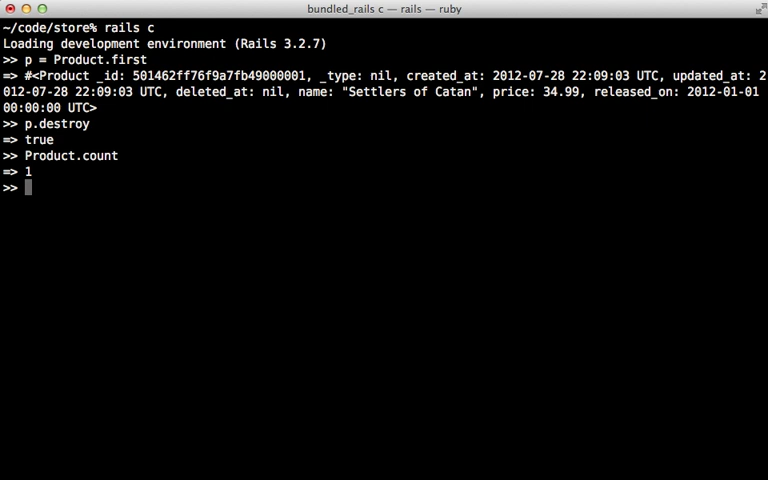 bundled_rails c — rails — ruby
~/code/store% rails c
Loading development environment (Rails 3.2.7)
>> p = Product.first
=> #<Product _id: 501462ff76f9a7fb49000001, _type: nil, created_at: 2012-07-28 22:09:03 UTC, updated_at: 2
012-07-28 22:09:03 UTC, deleted_at: nil, name: "Settlers of Catan", price: 34.99, released_on: 2012-01-01
00:00:00 UTC>
>> p.destroy
=> true
>> Product.count
=> 1
>>